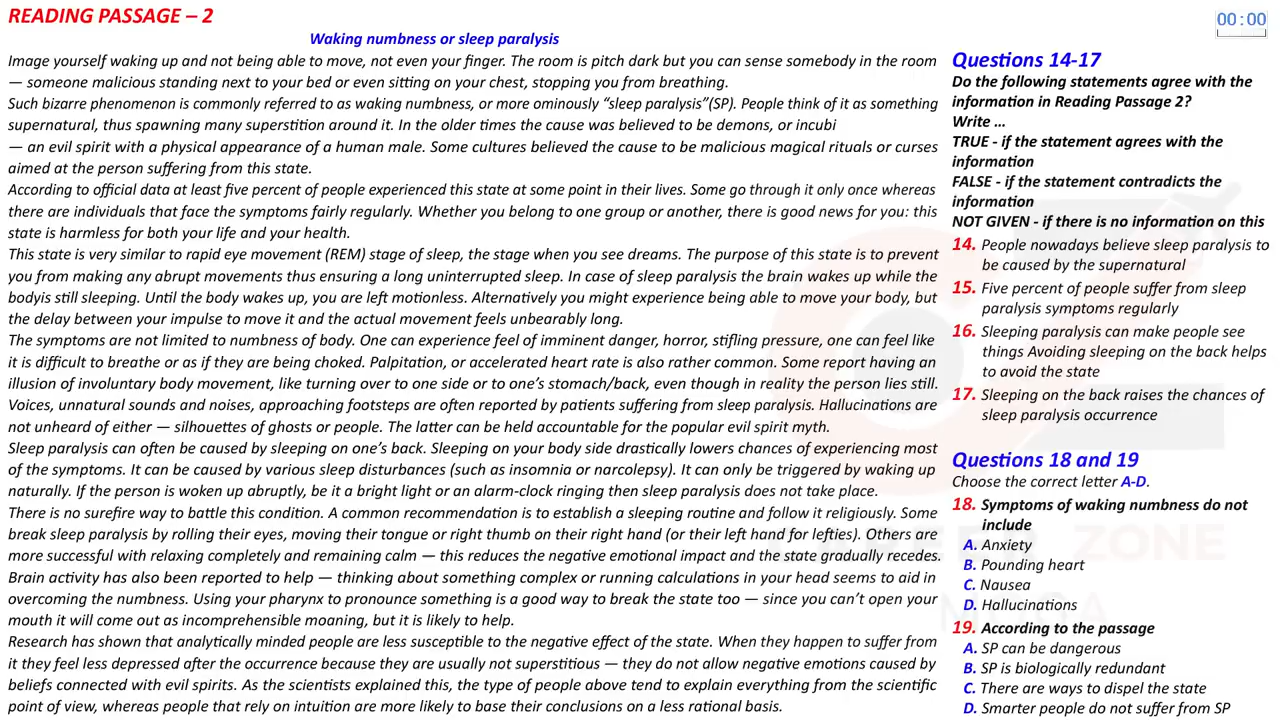 READING PASSAGE – 2
00:00
Waking numbness or sleep paralysis
Image yourself waking up and not being able to move, not even your finger. The room is pitch dark but you can sense somebody in the room
— someone malicious standing next to your bed or even sitting on your chest, stopping you from breathing.
Such bizarre phenomenon is commonly referred to as waking numbness, or more ominously “sleep paralysis”(SP). People think of it as something
supernatural, thus spawning many superstition around it. In the older times the cause was believed to be demons, or incubi
— an evil spirit with a physical appearance of a human male. Some cultures believed the cause to be malicious magical rituals or curses
aimed at the person suffering from this state.
According to official data at least five percent of people experienced this state at some point in their lives. Some go through it only once whereas
there are individuals that face the symptoms fairly regularly. Whether you belong to one group or another, there is good news for you: this
state is harmless for both your life and your health.
This state is very similar to rapid eye movement (REM) stage of sleep, the stage when you see dreams. The purpose of this state is to prevent
you from making any abrupt movements thus ensuring a long uninterrupted sleep. In case of sleep paralysis the brain wakes up while the
bodyis still sleeping. Until the body wakes up, you are left motionless. Alternatively you might experience being able to move your body, but
the delay between your impulse to move it and the actual movement feels unbearably long.
The symptoms are not limited to numbness of body. One can experience feel of imminent danger, horror, stifling pressure, one can feel like
it is difficult to breathe or as if they are being choked. Palpitation, or accelerated heart rate is also rather common. Some report having an
illusion of involuntary body movement, like turning over to one side or to one’s stomach/back, even though in reality the person lies still.
Voices, unnatural sounds and noises, approaching footsteps are often reported by patients suffering from sleep paralysis. Hallucinations are
not unheard of either — silhouettes of ghosts or people. The latter can be held accountable for the popular evil spirit myth.
Sleep paralysis can often be caused by sleeping on one’s back. Sleeping on your body side drastically lowers chances of experiencing most
of the symptoms. It can be caused by various sleep disturbances (such as insomnia or narcolepsy). It can only be triggered by waking up
naturally. If the person is woken up abruptly, be it a bright light or an alarm-clock ringing then sleep paralysis does not take place.
There is no surefire way to battle this condition. A common recommendation is to establish a sleeping routine and follow it religiously. Some
break sleep paralysis by rolling their eyes, moving their tongue or right thumb on their right hand (or their left hand for lefties). Others are
more successful with relaxing completely and remaining calm — this reduces the negative emotional impact and the state gradually recedes.
Brain activity has also been reported to help — thinking about something complex or running calculations in your head seems to aid in
overcoming the numbness. Using your pharynx to pronounce something is a good way to break the state too — since you can’t open your
mouth it will come out as incomprehensible moaning, but it is likely to help.
Research has shown that analytically minded people are less susceptible to the negative effect of the state. When they happen to suffer from
it they feel less depressed after the occurrence because they are usually not superstitious — they do not allow negative emotions caused by
beliefs connected with evil spirits. As the scientists explained this, the type of people above tend to explain everything from the scientific
point of view, whereas people that rely on intuition are more likely to base their conclusions on a less rational basis.
Questions 14-17
Do the following statements agree with the
information in Reading Passage 2?
Write ...
TRUE - if the statement agrees with the
information
FALSE - if the statement contradicts the
information
NOT GIVEN - if there is no information on this
14. People nowadays believe sleep paralysis to
be caused by the supernatural
15. Five percent of people suffer from sleep
paralysis symptoms regularly
16. Sleeping paralysis can make people see
things Avoiding sleeping on the back helps
to avoid the state
17. Sleeping on the back raises the chances of
sleep paralysis occurrence
Questions 18 and 19
Choose the correct letter A-D.
18. Symptoms of waking numbness do not
include
A. Anxiety
B. Pounding heart
C. Nausea
D. Hallucinations
19. According to the passage
A. SP can be dangerous
B. SP is biologically redundant
C. There are ways to dispel the state
D. Smarter people do not suffer from SP